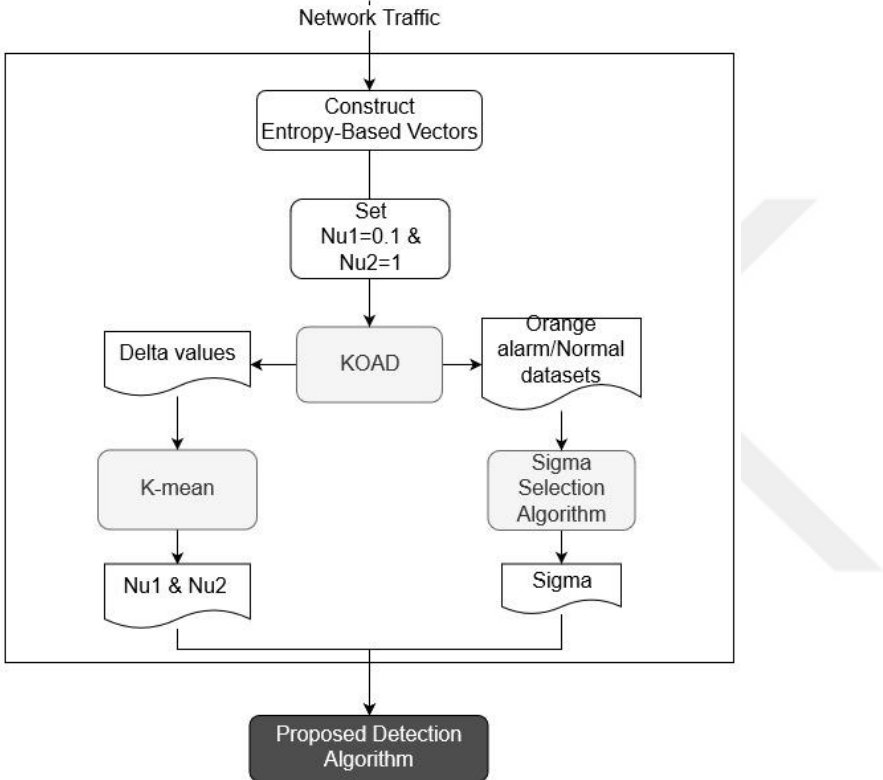 Network Traffic
Construct
Entropy-Based Vectors
Set
Nu1=0.1 &
Nu2=1
Delta values
KOAD
Orange
alarm/Normal
datasets
K-mean
Sigma
Selection
Algorithm
Nu1 & Nu2
Sigma
Proposed Detection
Algorithm